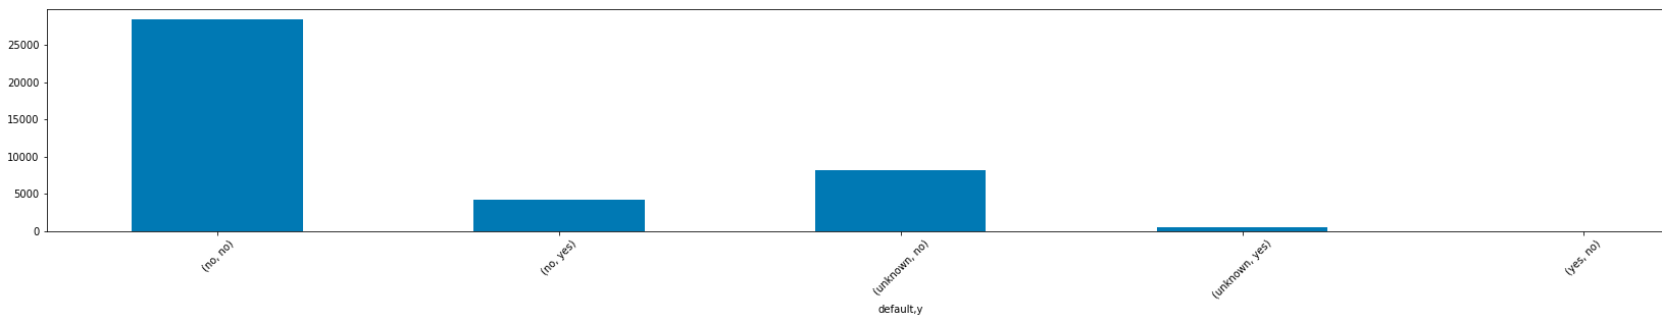 25000
20000
15000
10000
5000
0
(no, no)
(no, yes)
(unknown, no)
(unknown, yes)
(yes, no)
default,y